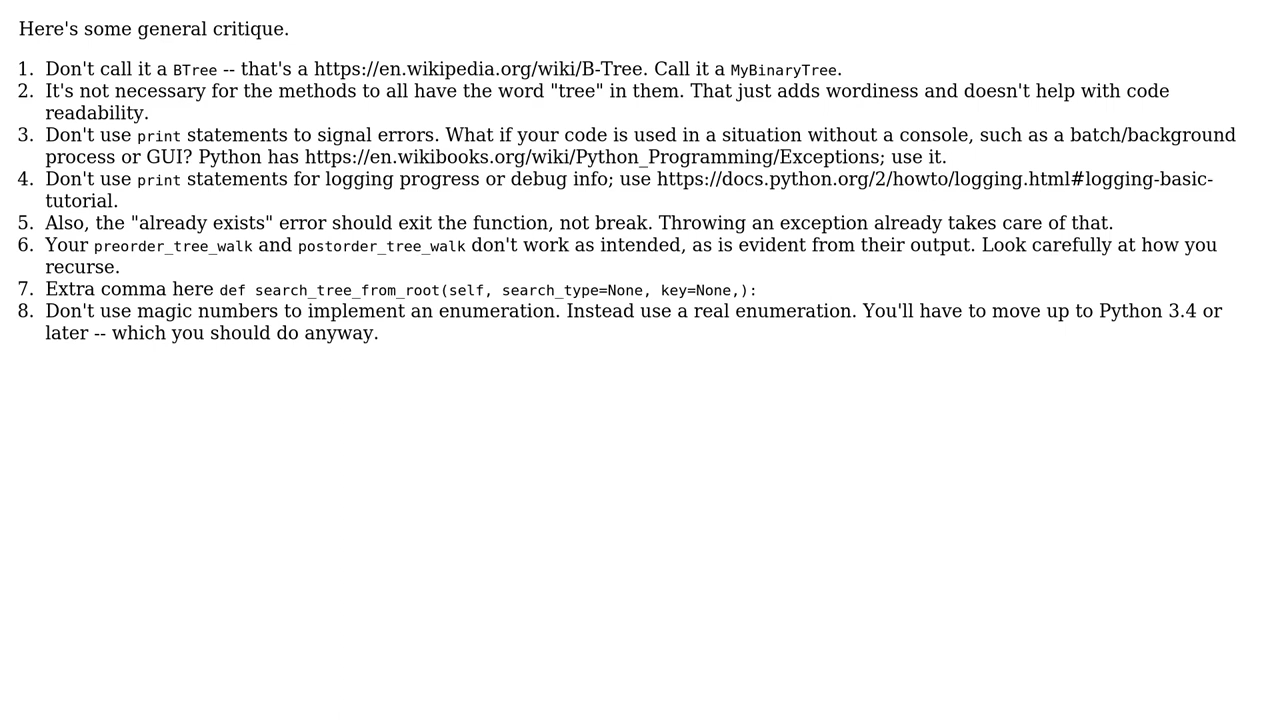 Here's some general critique.
1. Don't call it a BTree -- that's a https://en.wikipedia.org/wiki/B-Tree. Call it a MyBinaryTree.
2. It's not necessary for the methods to all have the word "tree" in them. That just adds wordiness and doesn't help with code
readability.
3. Don't use print statements to signal errors. What if your code is used in a situation without a console, such as a batch/background
process or GUI? Python has https://en.wikibooks.org/wiki/Python_Programming/Exceptions; use it.
4. Don't use print statements for logging progress or debug info; use https://docs.python.org/2/howto/logging.html#logging-basic-
tutorial.
5. Also, the "already exists" error should exit the function, not break. Throwing an exception already takes care of that.
6. Your preorder_tree_walk and postorder_tree_walk don't work as intended, as is evident from their output. Look carefully at how you
recurse.
7. Extra comma here def search_tree_from_root(self, search_type=None, key=None,):
8. Don't use magic numbers to implement an enumeration. Instead use a real enumeration. You'll have to move up to Python 3.4 or
later -- which you should do anyway.